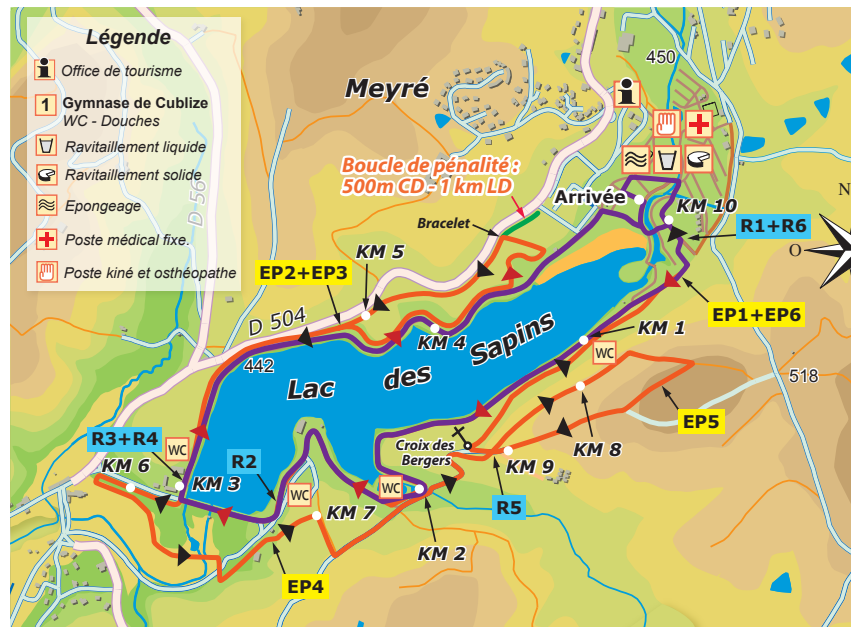 Légende
Office de tourisme
1 Gymnase de Cublize
WC - Douches
Ravitaillement liquide
Ravitaillement solide
Epongeage
Poste médical fixe.
Poste kiné et osthéopathe
D 56
Meyré
450
Boucle de pénalité :
500m CD - 1 km LD
Arrivée
KM 10
N
R1+R6
O
Bracelet
KM 5
EP2+EP3
EP1+EP6
D 504
KM 4
KM 1
WC
442
Lac des Sapins
518
KM 8
EP5
Croix des
Bergers
R3+R4
WC
KM 6
R2
KM 9
KM 3
WC
WC
R5
KM 7
KM 2
EP4